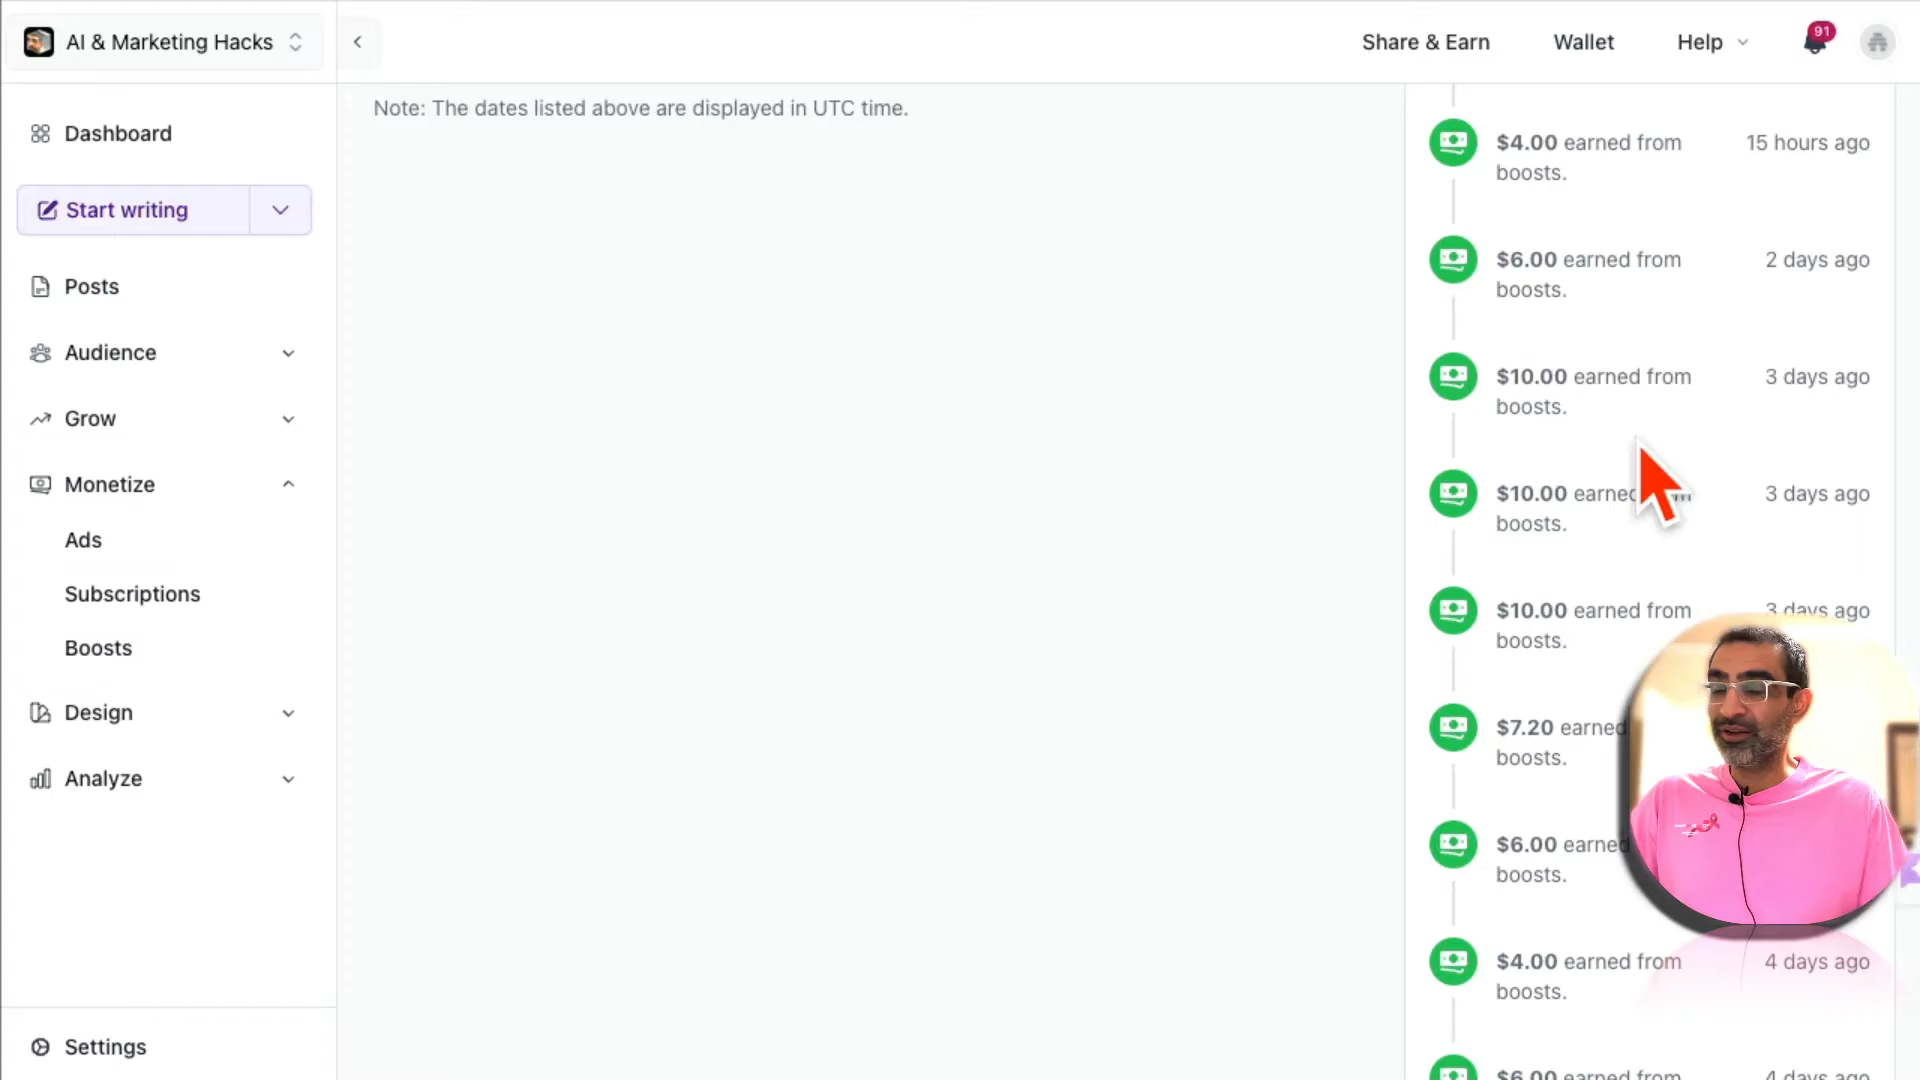 AI & Marketing Hacks
Share & Earn
Wallet
Help
91
Dashboard
Start writing
Posts
Audience
Grow
Monetize
Ads
Subscriptions
Boosts
Design
Analyze
Settings
Note: The dates listed above are displayed in UTC time.
$4.00 earned from 15 hours ago
boosts.
$6.00 earned from 2 days ago
boosts.
$10.00 earned from 3 days ago
boosts.
$10.00 earned 3 days ago
boosts.
$10.00 earned from 3 days ago
boosts.
$7.20 earned
boosts.
$6.00 earned
boosts.
$4.00 earned from 4 days ago
boosts.
$6.00 earned from 4 days ago